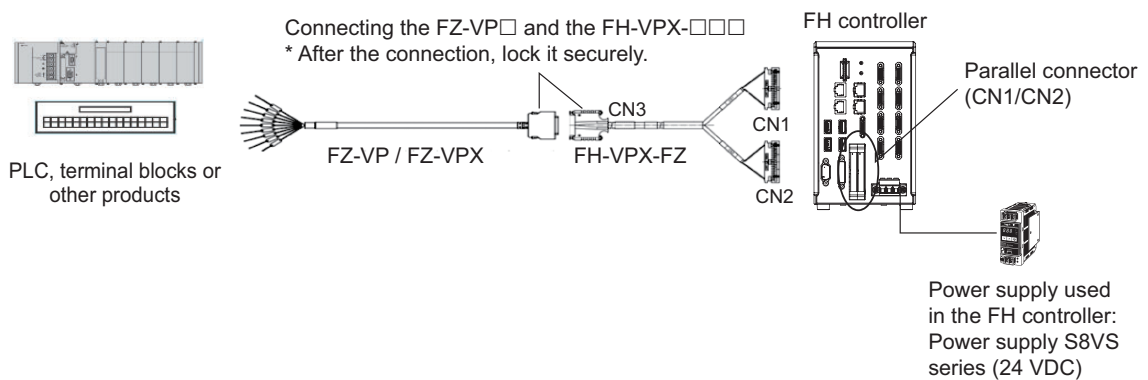 Connecting the FZ-VP□ and the FH-VPX-□□□
* After the connection, lock it securely.
FH controller
Parallel connector
(CN1/CN2)
CN3
CN1
FZ-VP / FZ-VPX
FH-VPX-FZ
CN2
PLC, terminal blocks or
other products
Power supply used
in the FH controller:
Power supply S8VS
series (24 VDC)